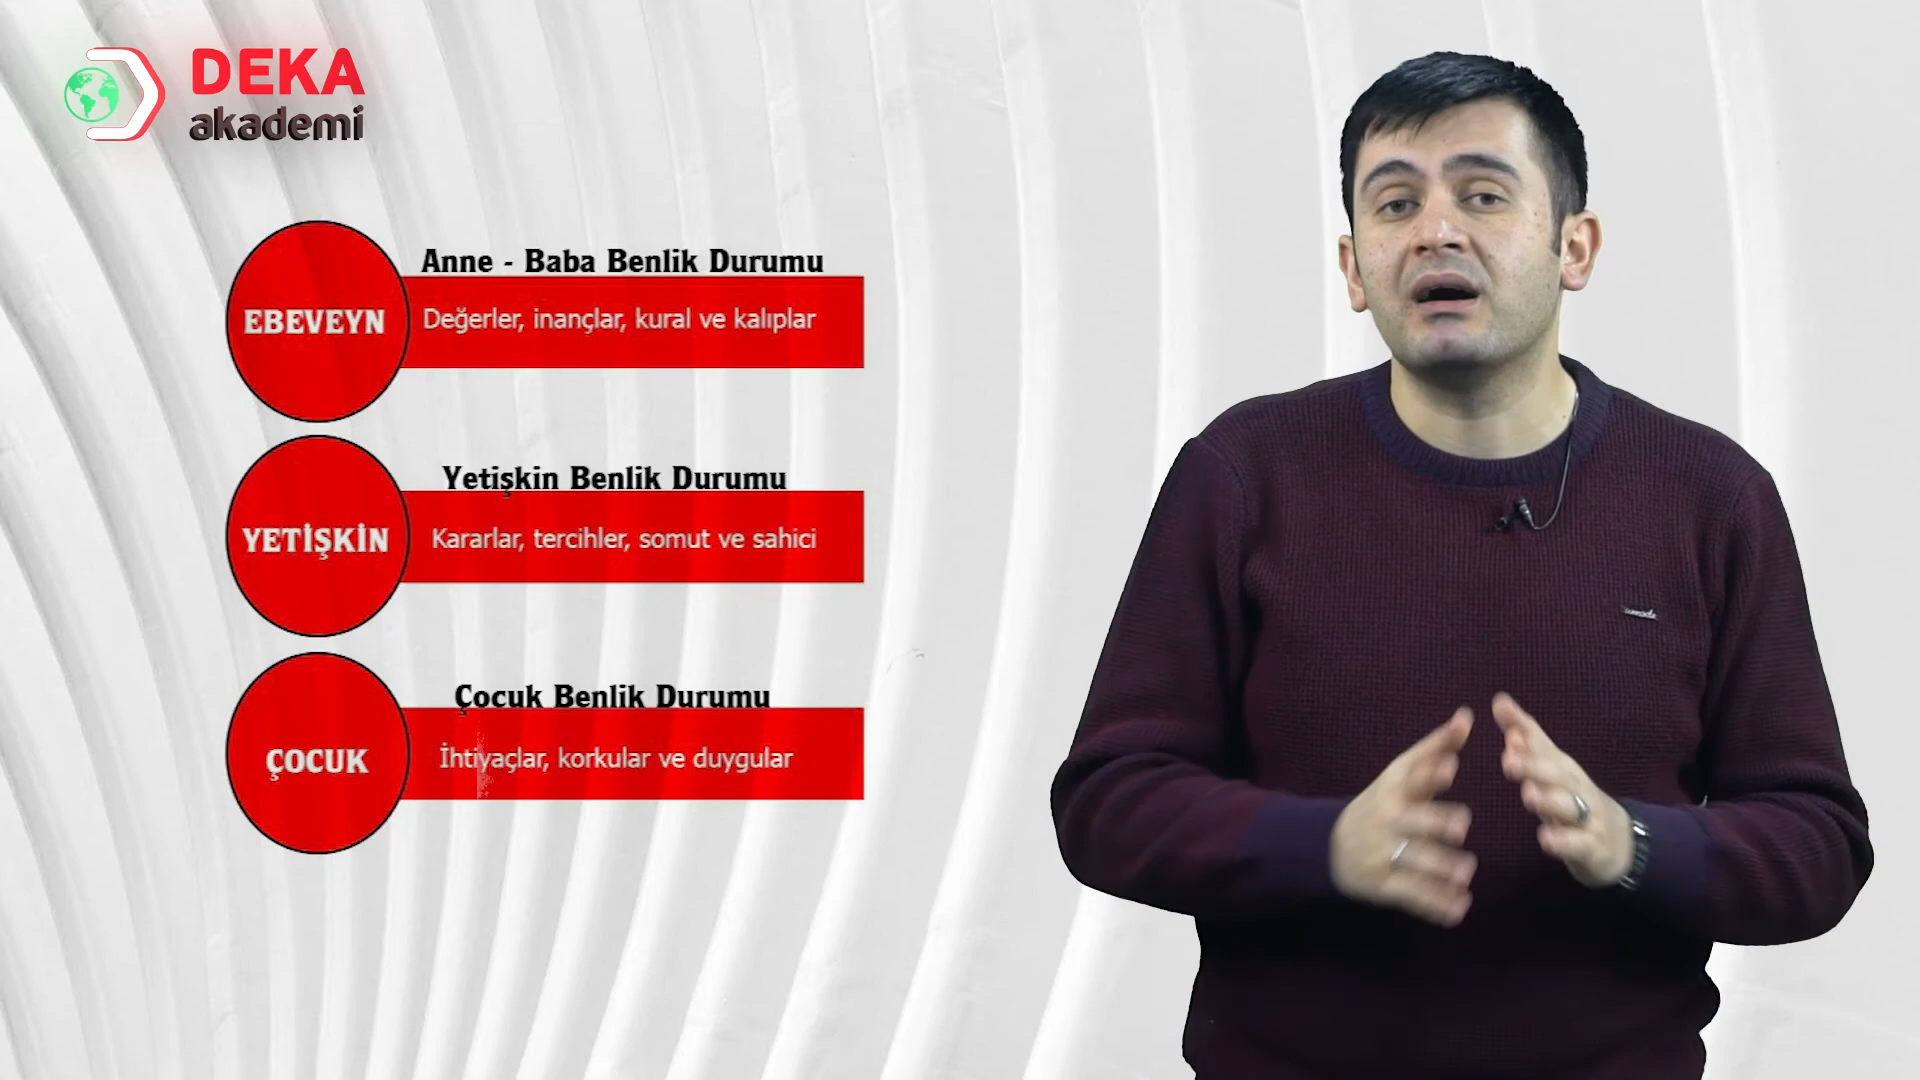 DEKA
akademi
Anne - Baba Benlik Durumu
EBEVEYN
Değerler, inançlar, kural ve kalıplar
Yetişkin Benlik Durumu
YETİŞKİN
Kararlar, tercihler, somut ve sahici
Çocuk Benlik Durumu
ÇOCUK
İhtiyaçlar, korkular ve duygular